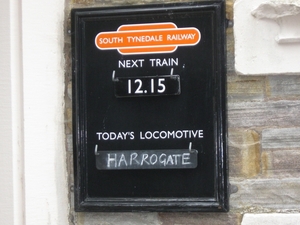 SOUTH TYNEDALE RAILWAY
NEXT TRAIN
12.15
TODAY'S LOCOMOTIVE
HARROGATE